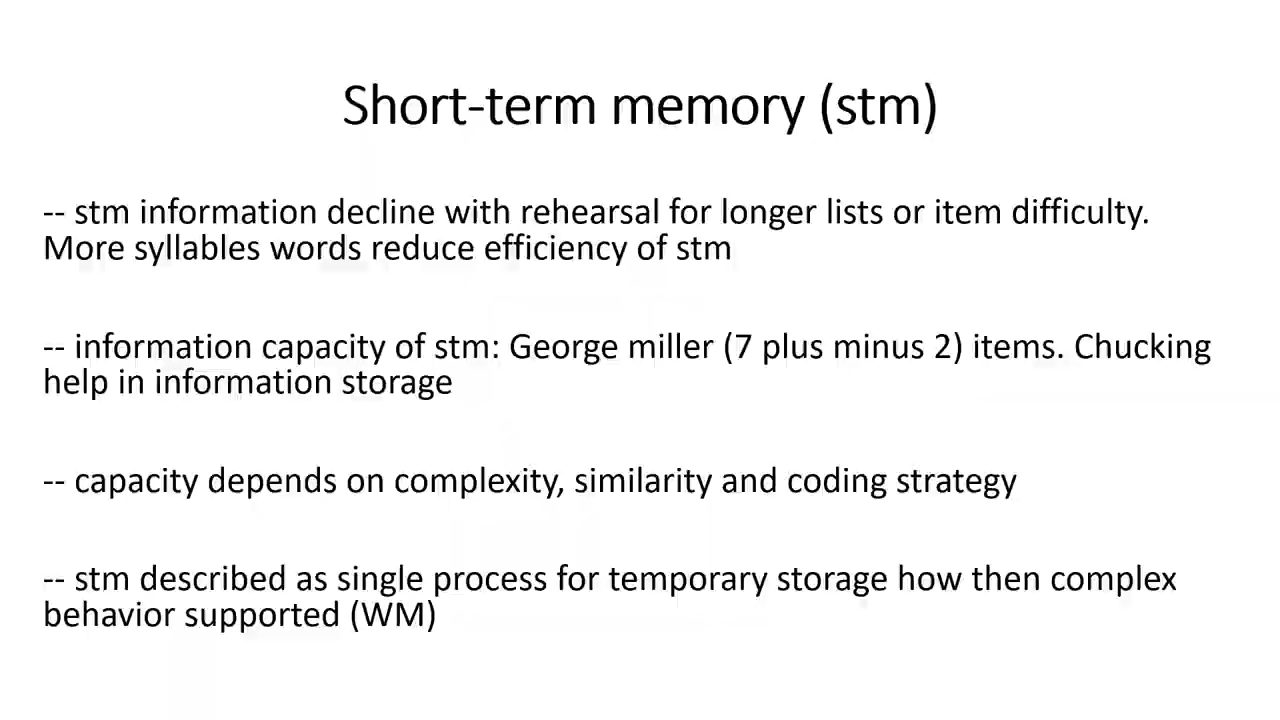 Short-term memory (stm)
-- stm information decline with rehearsal for longer lists or item difficulty.
More syllables words reduce efficiency of stm
-- information capacity of stm: George miller (7 plus minus 2) items. Chucking
help in information storage
-- capacity depends on complexity, similarity and coding strategy
-- stm described as single process for temporary storage how then complex
behavior supported (WM)